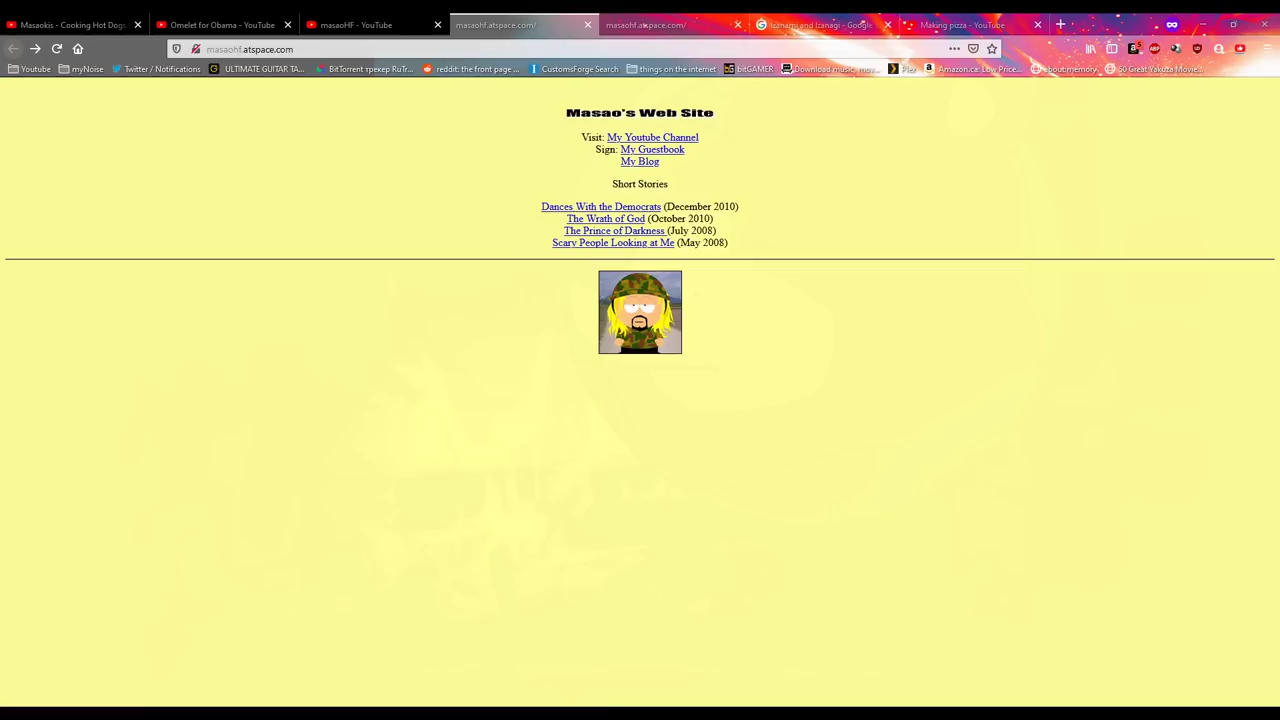 Masaokis - Cooking Hot Dogs
Omelet for Obama - YouTube
masaoHF - YouTube
masaohf.atspace.com/
masaohf.atspace.com/
Izanami and Izanagi - Google
Making pizza - YouTube
masaohf.atspace.com
Youtube
myNoise
Twitter / Notifications
ULTIMATE GUITAR TA...
BitTorrent трекер RuTr...
reddit: the front page ...
CustomsForge Search
things on the internet
bitGAMER
Download music, mov...
Plex
Amazon.ca: Low Price...
about:memory
50 Great Yakuza Movie...
Masao's Web Site
Visit: My Youtube Channel
Sign: My Guestbook
My Blog
Short Stories
Dances With the Democrats (December 2010)
The Wrath of God (October 2010)
The Prince of Darkness (July 2008)
Scary People Looking at Me (May 2008)